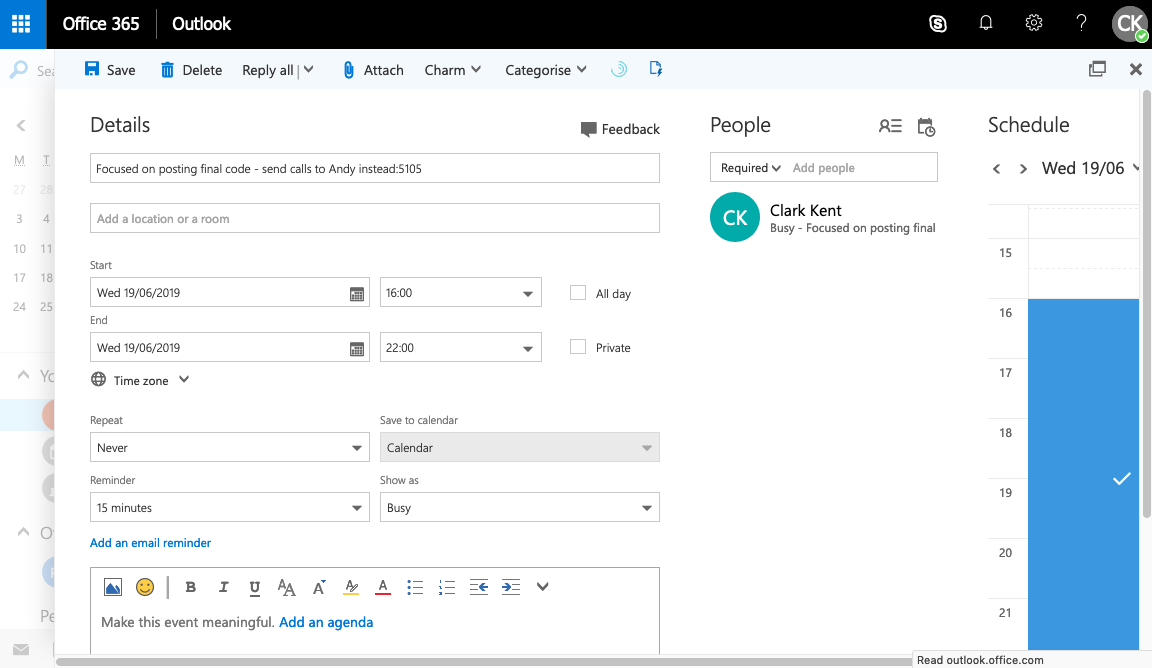 Office 365 Outlook CK
Sea Save Delete Reply all Attach Charm Categorise
Details Feedback
Focused on posting final code - send calls to Andy instead:5105
Add a location or a room
Start
Wed 19/06/2019 16:00 All day
End
Wed 19/06/2019 22:00 Private
Time zone
Repeat Save to calendar
Never Calendar
Reminder Show as
15 minutes Busy
Add an email reminder
B I U AA A A
Make this event meaningful. Add an agenda
People
Required Add people
CK Clark Kent
Busy - Focused on posting final
Schedule
Wed 19/06
15
16
17
18
19
20
21
M T
27 28
3 4
10 11
17 18
24 25
Yo
O
Pe
Read outlook.office.com